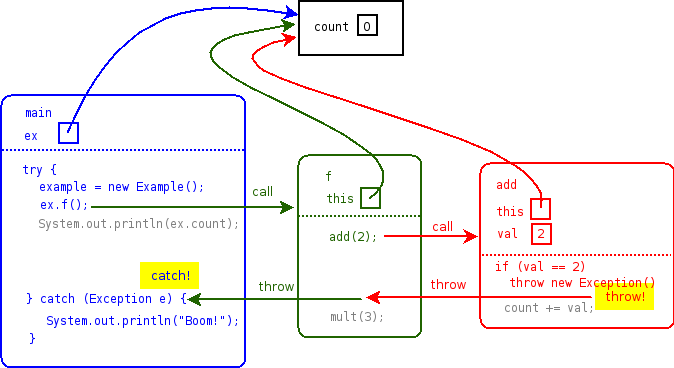 count 0
main
ex
try {
example = new Example();
ex.f();
System.out.println(ex.count);
catch!
} catch (Exception e) {
System.out.println("Boom!");
}
call
throw
f
this
add(2);
mult(3);
call
throw
add
this
val 2
if (val == 2)
throw new Exception()
throw!
count += val;